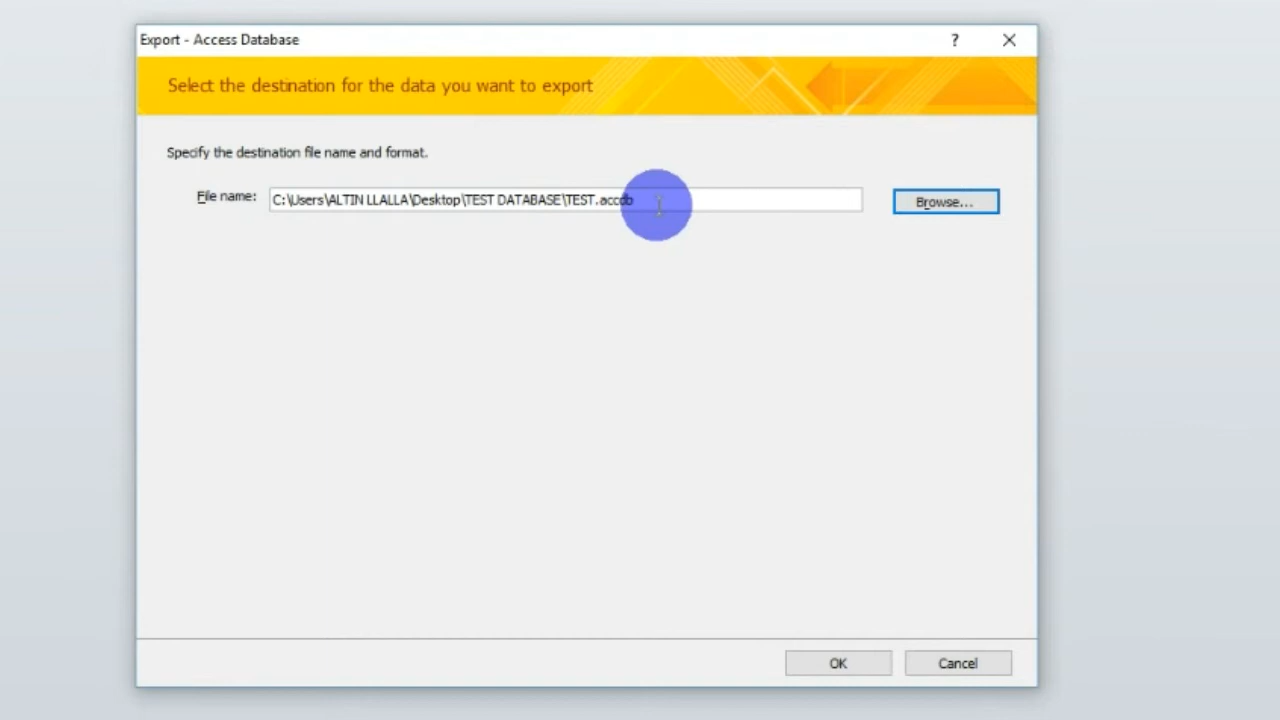 Export - Access Database
?
Select the destination for the data you want to export
Specify the destination file name and format.
File name: C:\Users\ALTIN LLALLA\Desktop\TEST DATABASE\TEST.accdb Browse...
OK Cancel